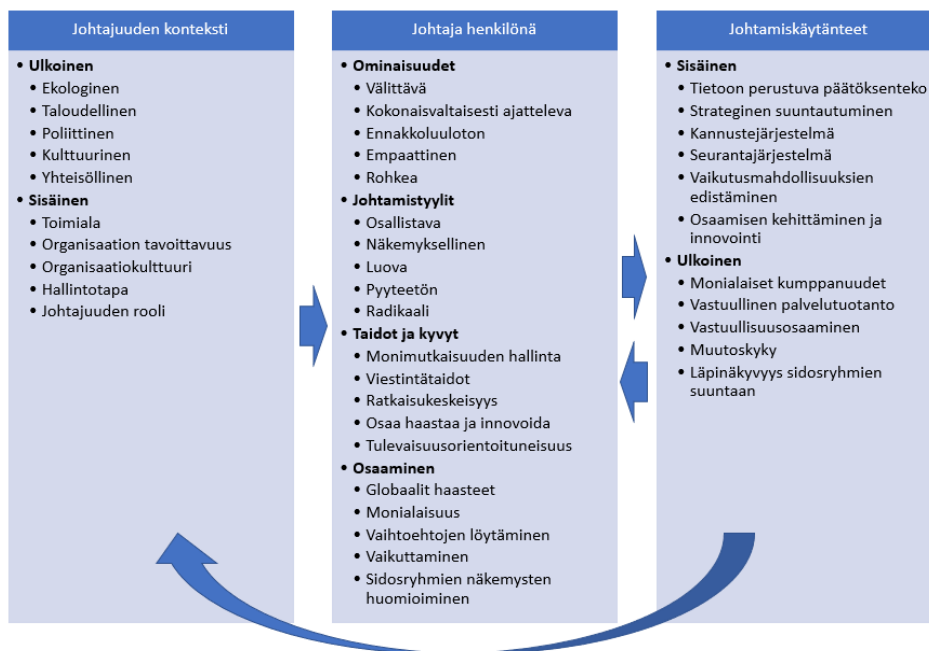 Johtajuuden konteksti
• Ulkoinen
• Ekologinen
• Taloudellinen
• Poliittinen
• Kulttuurinen
• Yhteisöllinen
• Sisäinen
• Toimiala
• Organisaation tavoittavuus
• Organisaatiokulttuuri
• Hallintotapa
• Johtajuuden rooli
Johtaja henkilönä
• Ominaisuudet
• Välittävä
• Kokonaisvaltaisesti ajatteleva
• Ennakkoluuloton
• Empaattinen
• Rohkea
• Johtamistyylit
• Osallistava
• Näkemyksellinen
• Luova
• Pyyteetön
• Radikaali
• Taidot ja kyvyt
• Monimutkaisuuden hallinta
• Viestintätaidot
• Ratkaisukeskeisyys
• Osaa haastaa ja innovoida
• Tulevaisuusorientoituneisuus
• Osaaminen
• Globaalit haasteet
• Monialaisuus
• Vaihtoehtojen löytäminen
• Vaikuttaminen
• Sidosryhmien näkemysten
huomioiminen
Johtamiskäytänteet
• Sisäinen
• Tietoon perustuva päätöksenteko
• Strateginen suuntautuminen
• Kannustejärjestelmä
• Seurantajärjestelmä
• Vaikutusmahdollisuuksien
edistäminen
• Osaamisen kehittäminen ja
innovointi
• Ulkoinen
• Monialaiset kumppanuudet
• Vastuullinen palvelutuotanto
• Vastuullisuusosaaminen
• Muutoskyky
• Läpinäkyvyys sidosryhmien
suuntaan